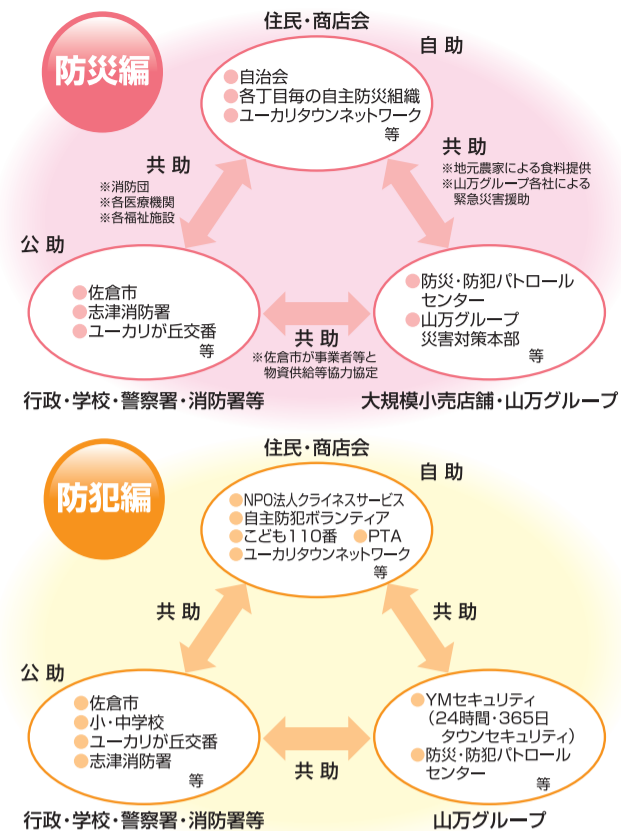 防災編
住民・商店会
自助
●自治会
●各丁目毎の自主防災組織
●ユーカリタウンネットワーク
等
共助
※消防団
※各医療機関
※各福祉施設
共助
※地元農家による食料提供
※山万グループ各社による
緊急災害援助
公助
●佐倉市
●志津消防署
●ユーカリが丘交番
等
共助
※佐倉市が事業者等と
物資供給等協力協定
●防災・防犯パトロール
センター
●山万グループ
災害対策本部
等
行政・学校・警察署・消防署等
大規模小売店舗・山万グループ
防犯編
住民・商店会
自助
●NPO法人クライネスサービス
●自主防犯ボランティア
●こども110番 ●PTA
●ユーカリタウンネットワーク
等
共助
共助
公助
●佐倉市
●小・中学校
●ユーカリが丘交番
●志津消防署
等
共助
●YMセキュリティ
（24時間・365日
タウンセキュリティ）
●防災・防犯パトロール
センター
等
行政・学校・警察署・消防署等
山万グループ